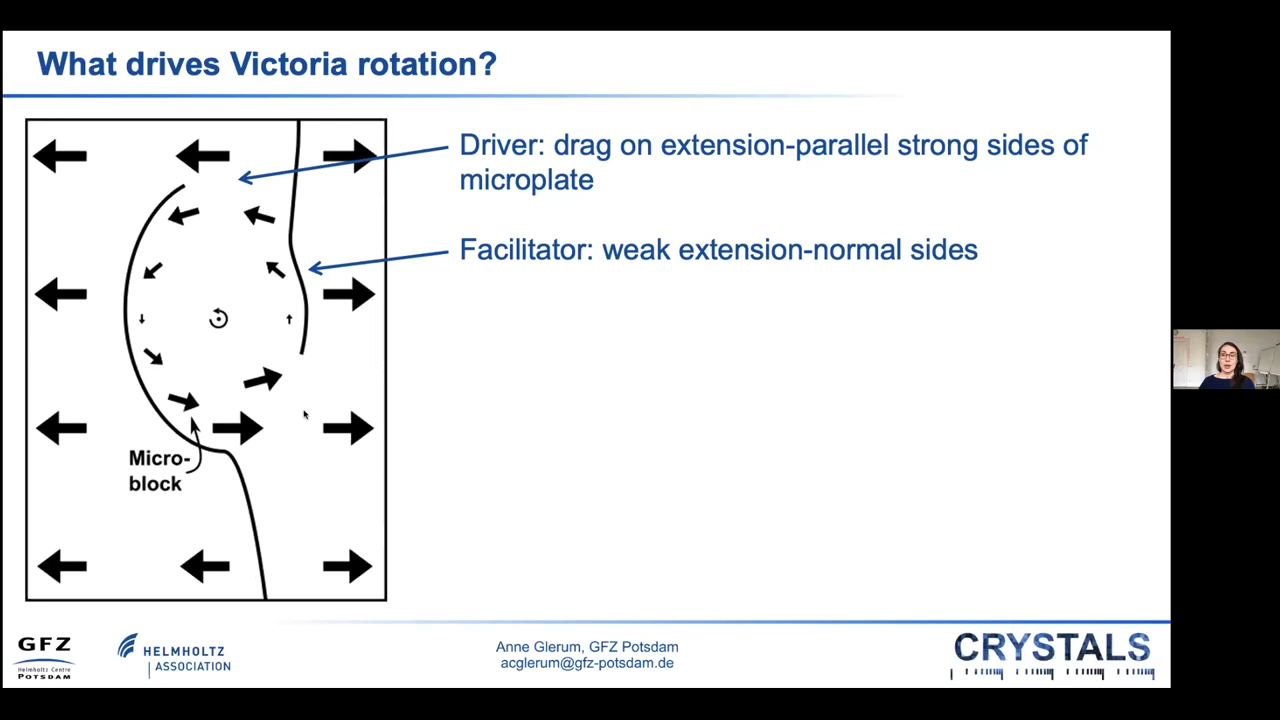 What drives Victoria rotation?
Driver: drag on extension-parallel strong sides of
microplate
Facilitator: weak extension-normal sides
Micro-
block
GFZ
Helmholtz Centre
POTSDAM
HELMHOLTZ
ASSOCIATION
Anne Glerum, GFZ Potsdam
acglerum@gfz-potsdam.de
CRYSTALS